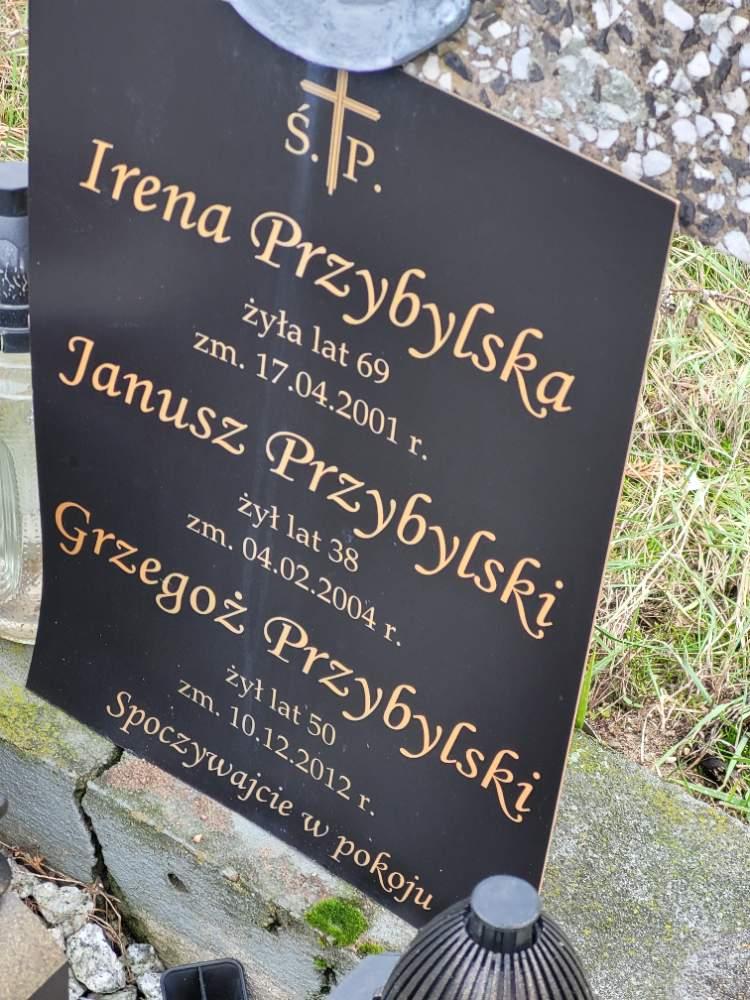 Ś. P.
Irena Przybylska
żyła lat 69
zm. 17.04.2001 r.
Janusz Przybylski
żył lat 38
zm. 04.02.2004 r.
Grzegoż Przybylski
żył lat 50
zm. 10.12.2012 r.
Spoczywajcie w pokoju